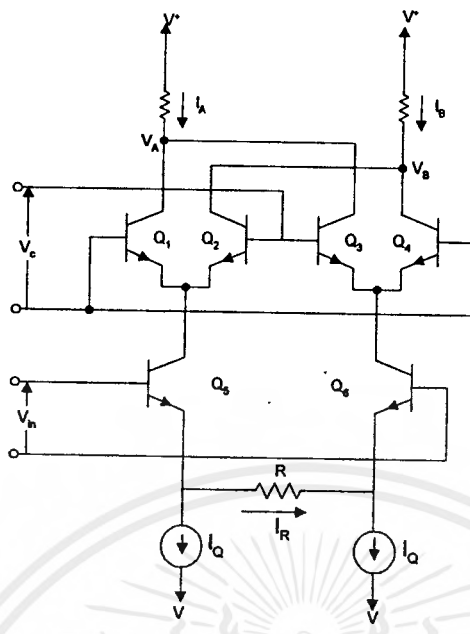 V⁺ V⁺
I_A I_B
V_A V_B
V_c Q₁ Q₂ Q₃ Q₄
Q₅ Q₆
V_in
R
I_R
I_Q I_Q
V V